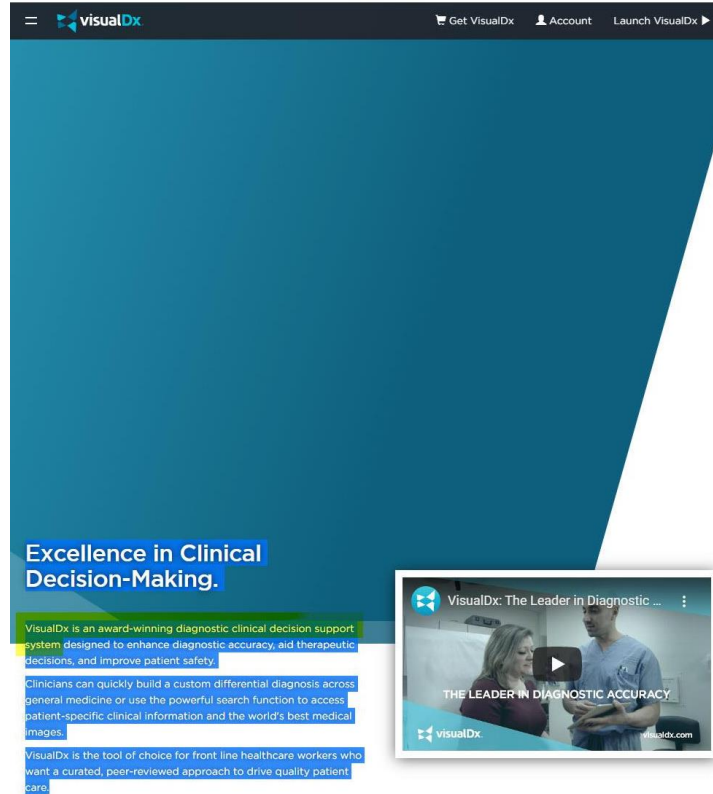 visualDx
Get VisualDx
Account
Launch VisualDx
Excellence in Clinical
Decision-Making.
VisualDx is an award-winning diagnostic clinical decision support
system designed to enhance diagnostic accuracy, aid therapeutic
decisions, and improve patient safety.
Clinicians can quickly build a custom differential diagnosis across
general medicine or use the powerful search function to access
patient-specific clinical information and the world's best medical
images.
VisualDx is the tool of choice for front line healthcare workers who
want a curated, peer-reviewed approach to drive quality patient
care.
VisualDx: The Leader in Diagnostic ...
THE LEADER IN DIAGNOSTIC ACCURACY
visualDx
visualdx.com